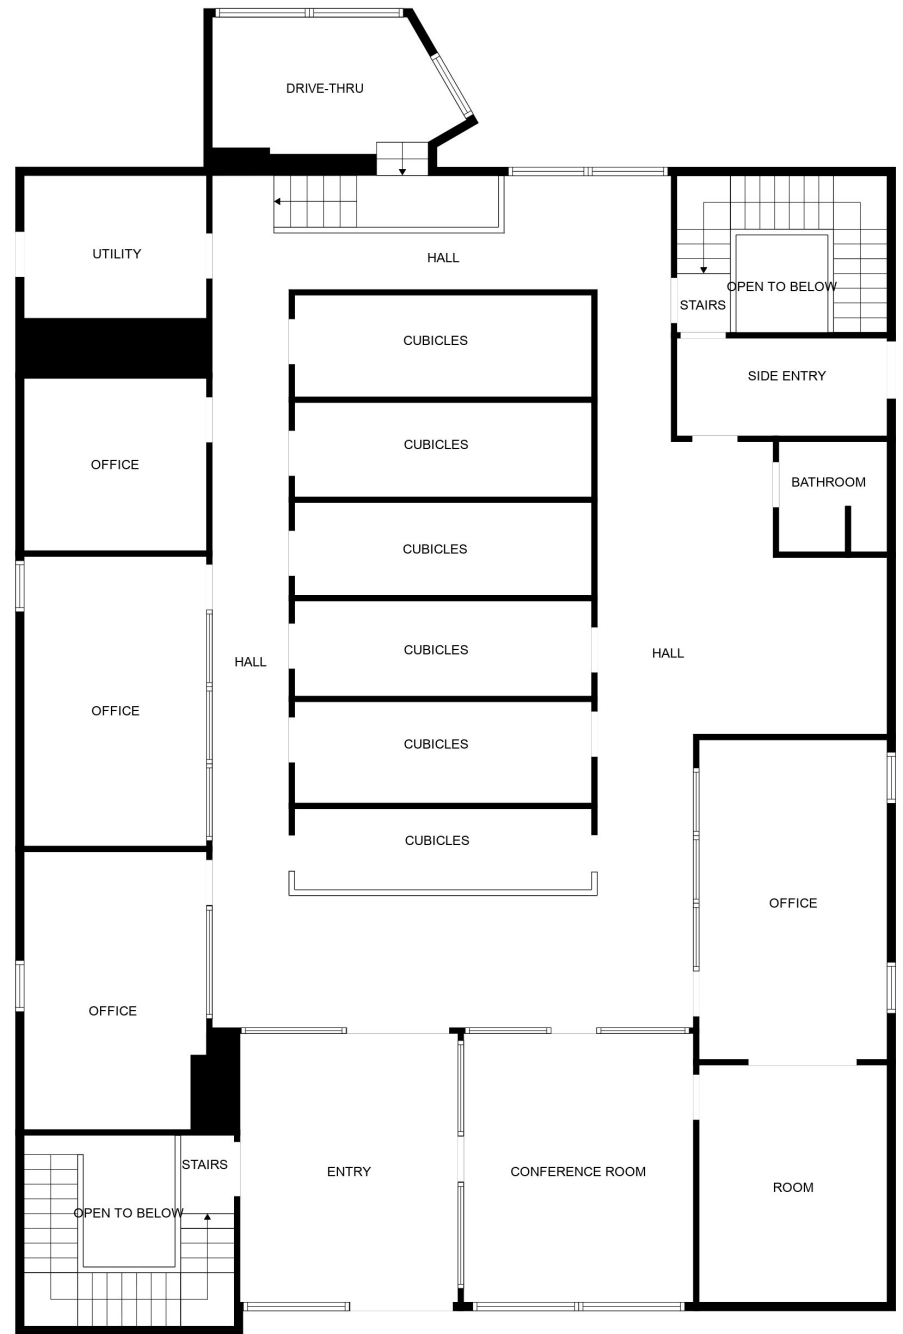 DRIVE-THRU
UTILITY
HALL
OPEN TO BELOW
STAIRS
CUBICLES
SIDE ENTRY
CUBICLES
OFFICE
BATHROOM
CUBICLES
CUBICLES
HALL
HALL
OFFICE
CUBICLES
CUBICLES
OFFICE
OFFICE
STAIRS
ENTRY
CONFERENCE ROOM
ROOM
OPEN TO BELOW